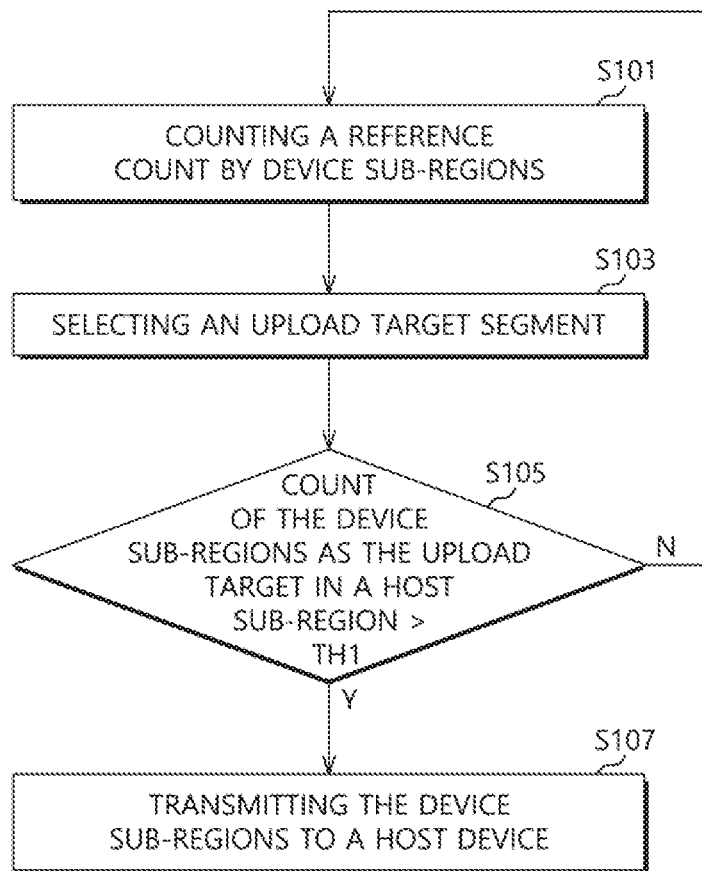 S101
COUNTING A REFERENCE
COUNT BY DEVICE SUB-REGIONS
S103
SELECTING AN UPLOAD TARGET SEGMENT
S105
COUNT
OF THE DEVICE
SUB-REGIONS AS THE UPLOAD
TARGET IN A HOST
SUB-REGION >
TH1
N
Y
S107
TRANSMITTING THE DEVICE
SUB-REGIONS TO A HOST DEVICE